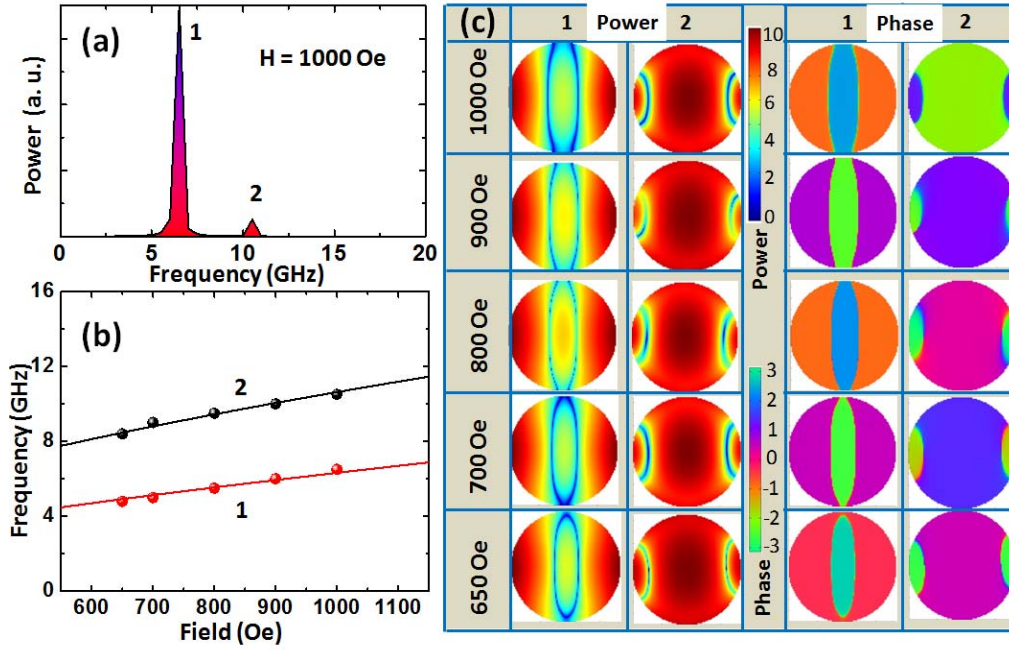 (a)
1
H = 1000 Oe
2
Power (a. u.)
0 5 10 15 20
Frequency (GHz)
(b)
16
12
8
4
0
2
1
Frequency (GHz)
600 700 800 900 1000 1100
Field (Oe)
(c)
1 Power 2
1 Phase 2
1000 Oe
900 Oe
800 Oe
700 Oe
650 Oe
10
8
6
4
2
0
Power
3
2
1
0
-1
-2
-3
Phase